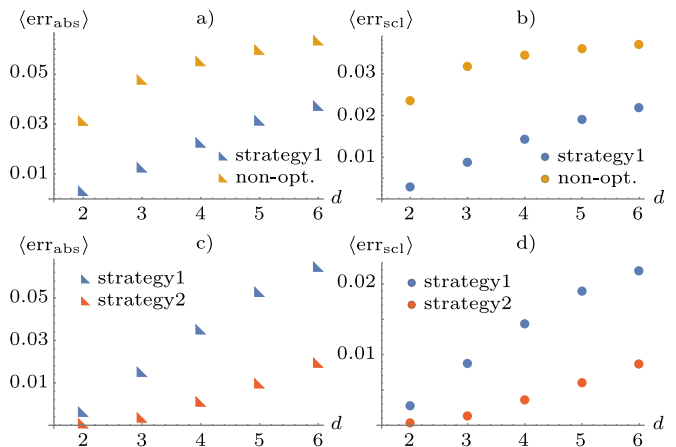 ⟨err_abs⟩ a)
0.05
0.03
0.01
strategy1
non-opt.
2 3 4 5 6 d
⟨err_scl⟩ b)
0.03
0.02
0.01
strategy1
non-opt.
2 3 4 5 6 d
⟨err_abs⟩ c)
strategy1
strategy2
0.05
0.03
0.01
2 3 4 5 6 d
⟨err_scl⟩ d)
0.02
strategy1
strategy2
0.01
2 3 4 5 6 d